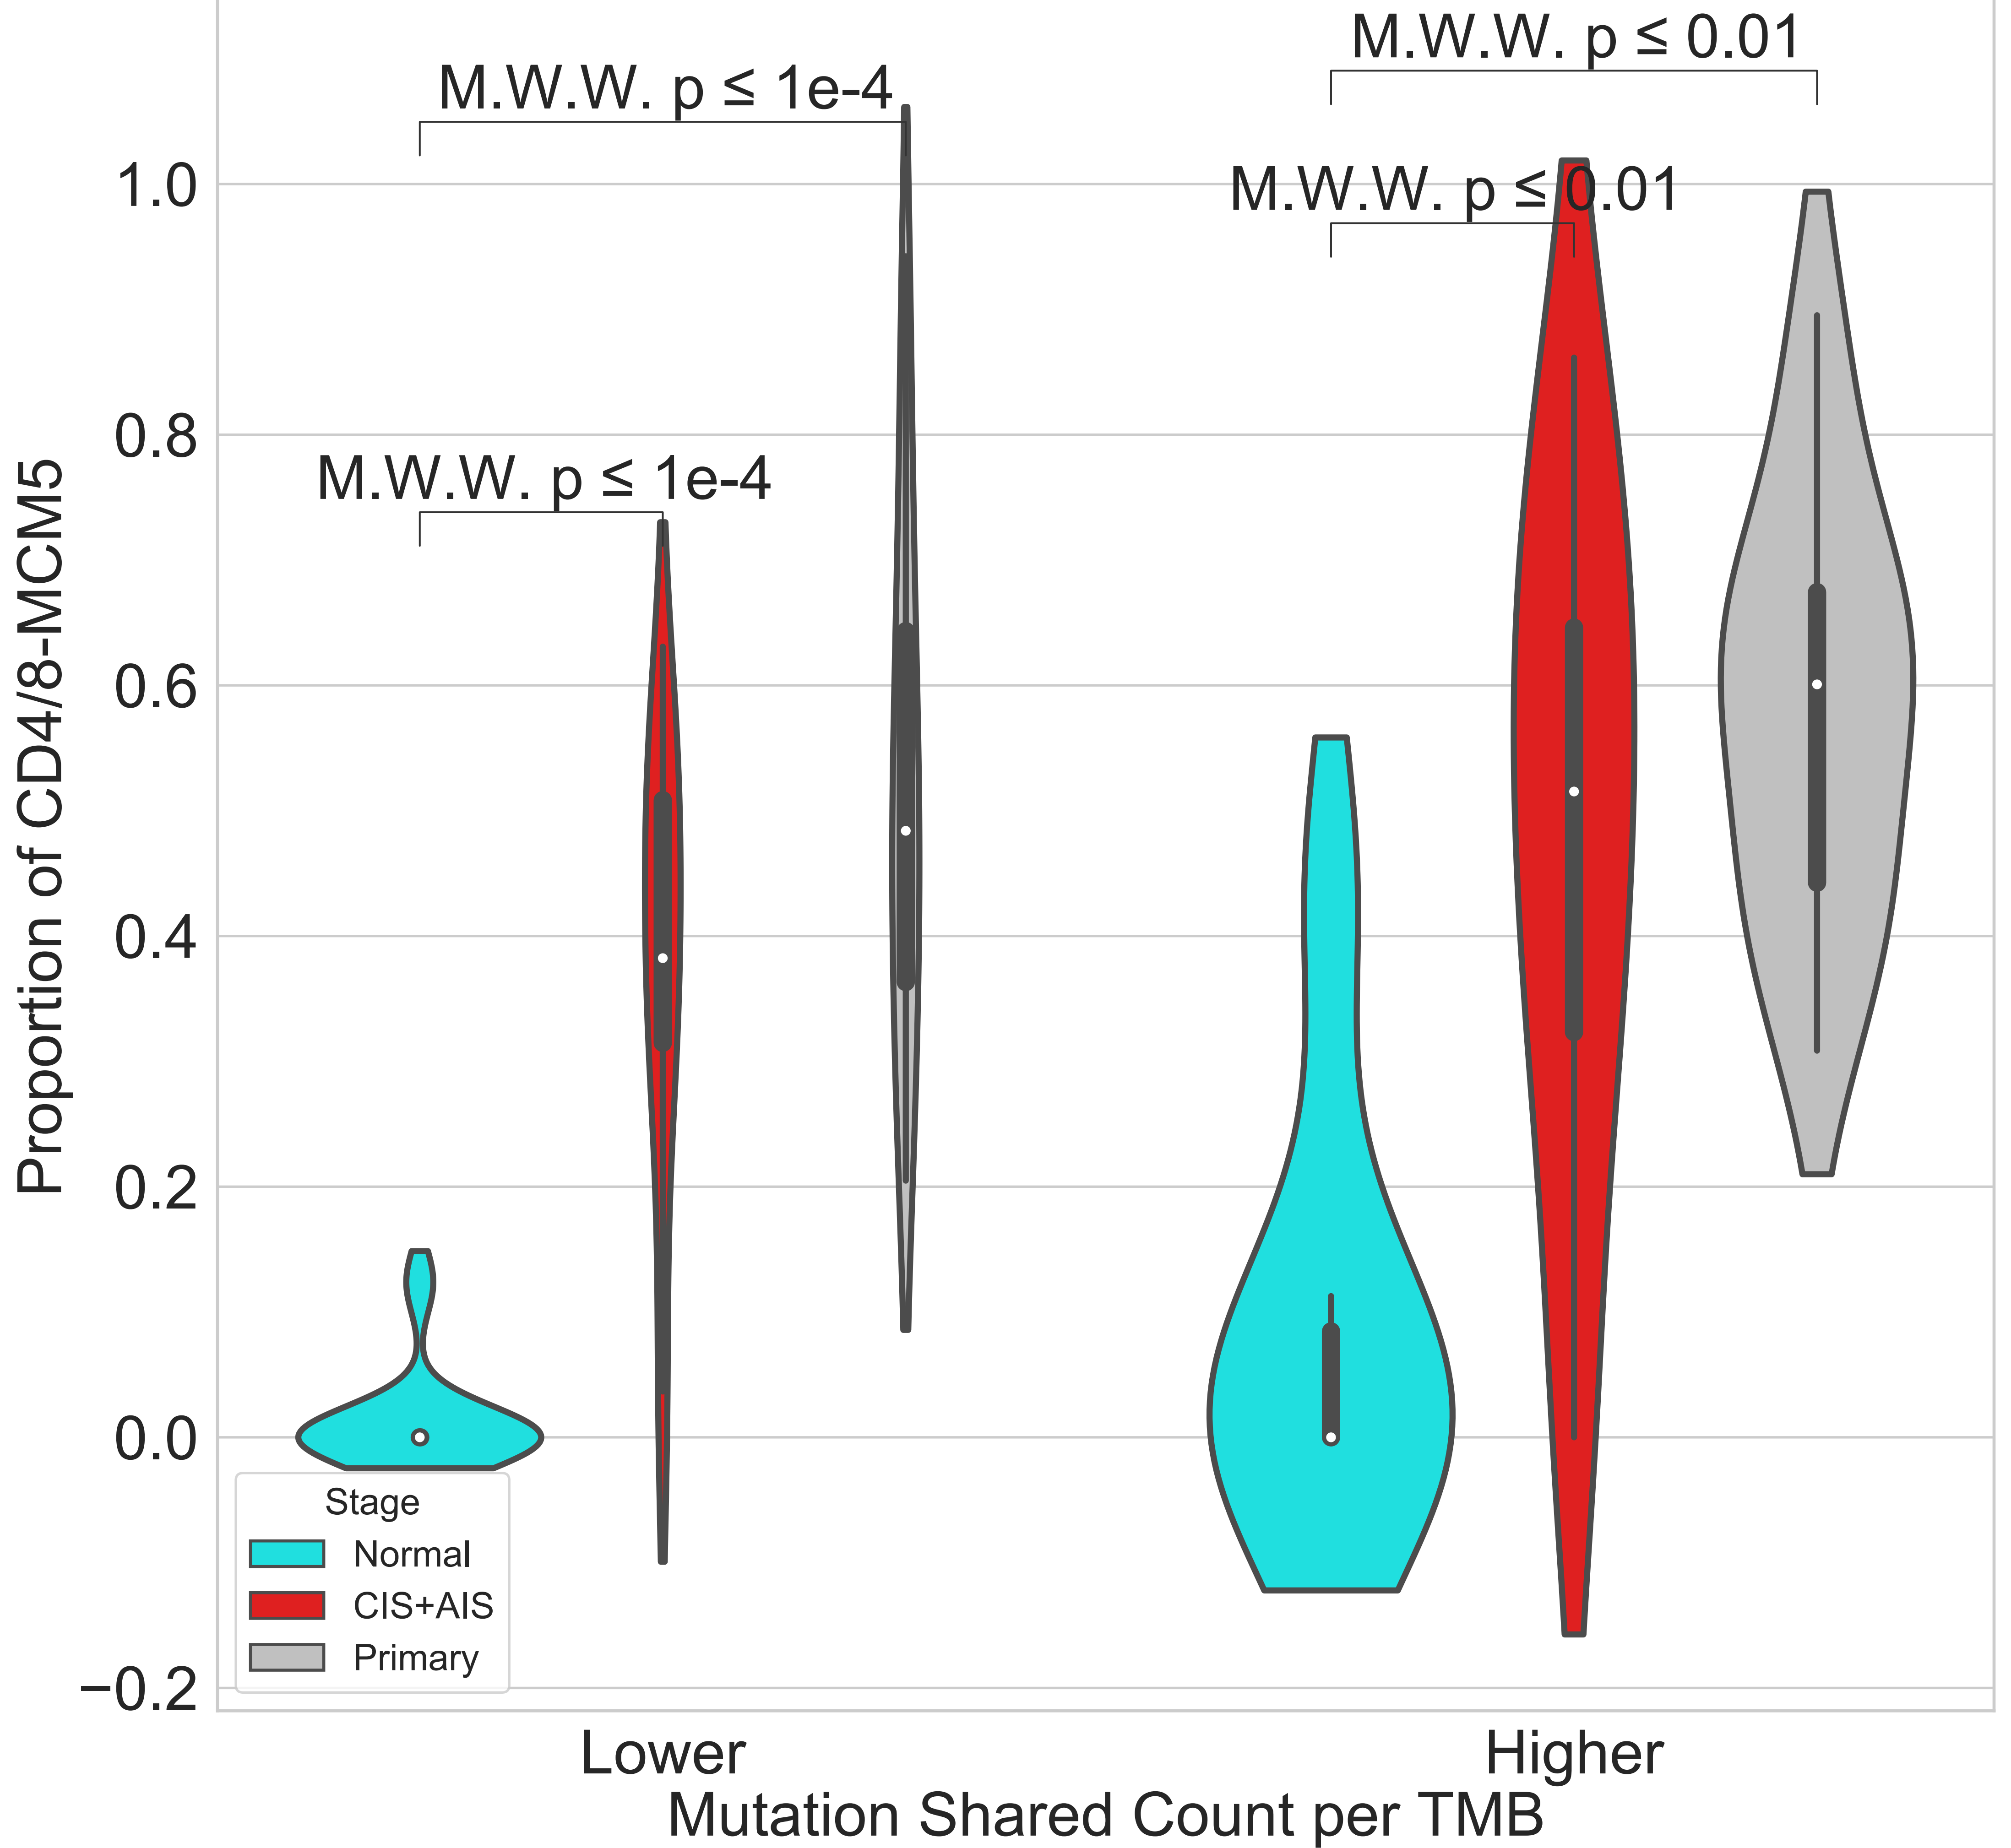 M.W.W. p ≤ 0.01
M.W.W. p ≤ 1e-4
M.W.W. p ≤ 0.01
M.W.W. p ≤ 1e-4
1.0
0.8
0.6
0.4
0.2
0.0
−0.2
Proportion of CD4/8-MCM5
Stage
Normal
CIS+AIS
Primary
Lower
Higher
Mutation Shared Count per TMB